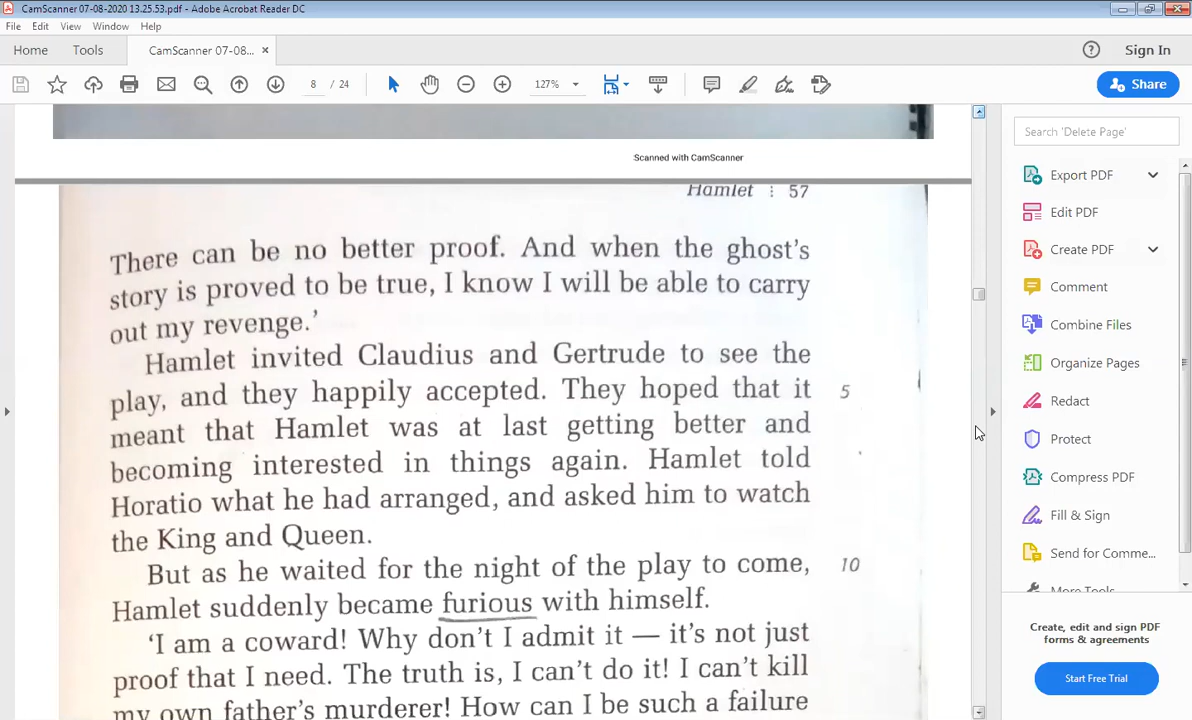 CamScanner 07-08-2020 13.25.53.pdf - Adobe Acrobat Reader DC
File Edit View Window Help
Home Tools CamScanner 07-08... ×
? Sign In
8 / 24 127% Share
Search 'Delete Page'
Scanned with CamScanner
Export PDF
Hamlet : 57
Edit PDF
There can be no better proof. And when the ghost's
Create PDF
story is proved to be true, I know I will be able to carry
Comment
out my revenge.'
Combine Files
Hamlet invited Claudius and Gertrude to see the
Organize Pages
play, and they happily accepted. They hoped that it 5
Redact
meant that Hamlet was at last getting better and
Protect
becoming interested in things again. Hamlet told
Compress PDF
Horatio what he had arranged, and asked him to watch
Fill & Sign
the King and Queen.
Send for Comme...
But as he waited for the night of the play to come, 10
More Tools
Hamlet suddenly became furious with himself.
'I am a coward! Why don't I admit it — it's not just
proof that I need. The truth is, I can't do it! I can't kill
my own father's murderer! How can I be such a failure
Create, edit and sign PDF
forms & agreements
Start Free Trial